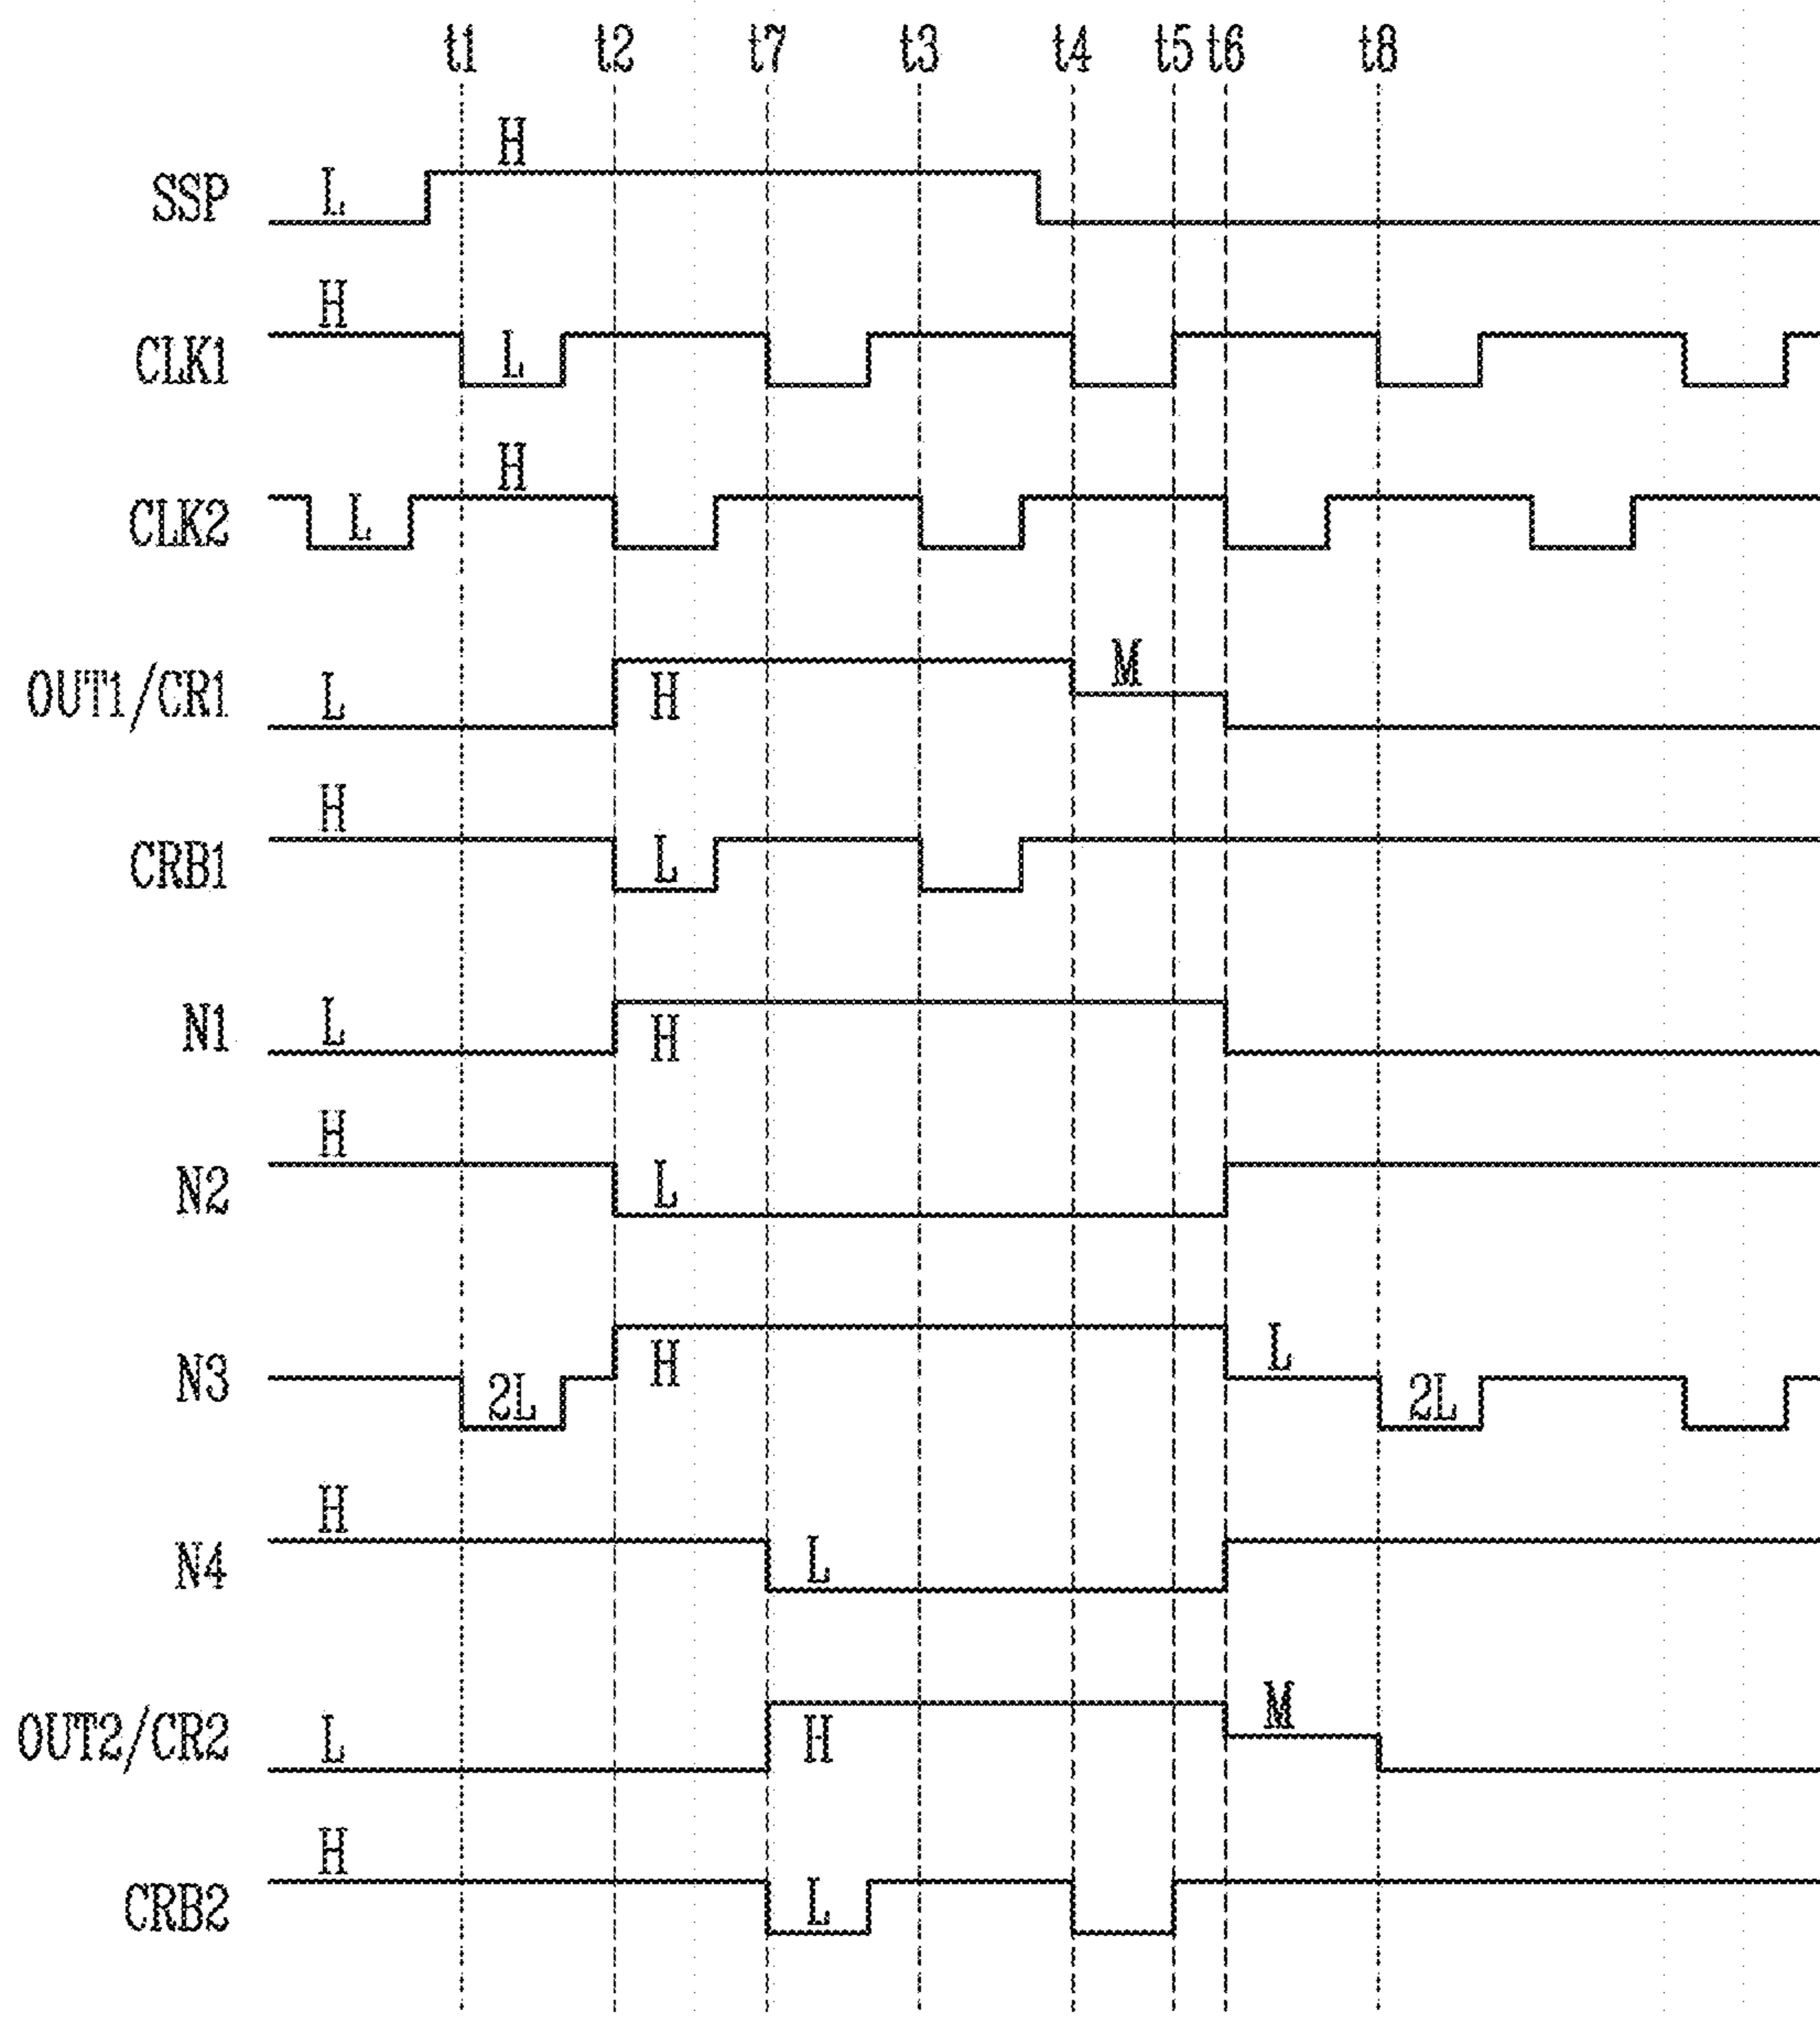 t1 t2 t7 t3 t4 t5 t6 t8
H
SSP L
H
CLK1 L
H
CLK2 L
M
OUT1/CR1 L H
H
CRB1 L
N1 L H
H
N2 L
L
N3 2L H 2L
H
N4 L
M
OUT2/CR2 L H
H
CRB2 L